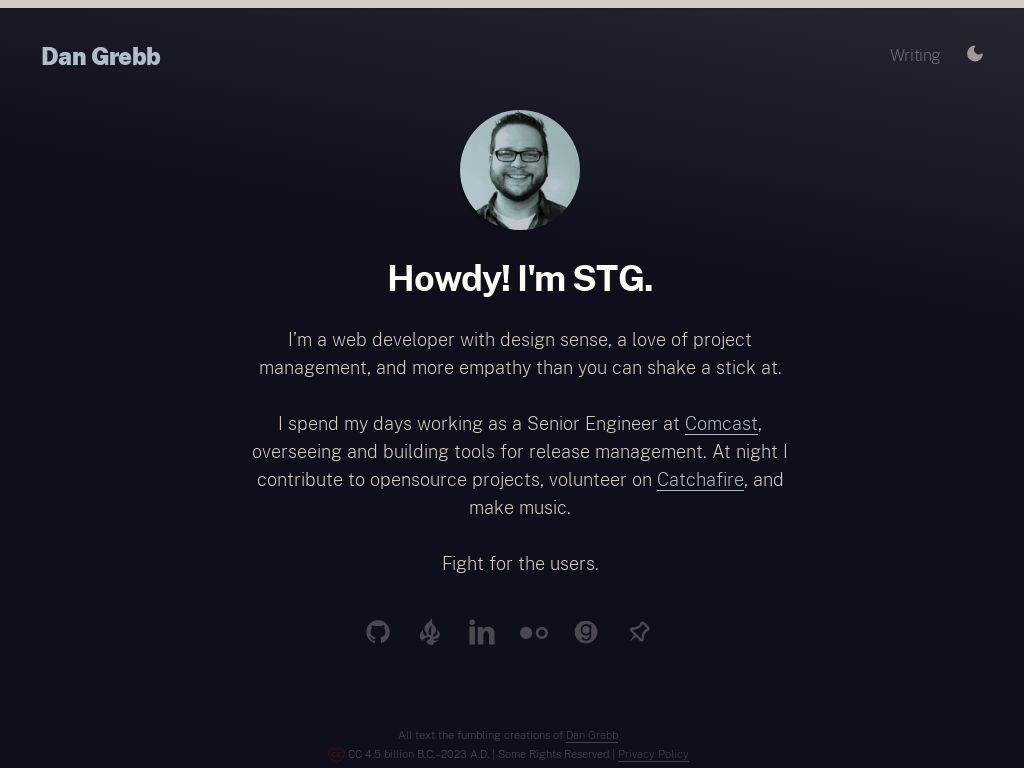 Dan Grebb
Writing
Howdy! I'm STG.
I’m a web developer with design sense, a love of project
management, and more empathy than you can shake a stick at.
I spend my days working as a Senior Engineer at Comcast,
overseeing and building tools for release management. At night I
contribute to opensource projects, volunteer on Catchafire, and
make music.
Fight for the users.
All text the fumbling creations of Dan Grebb
CC 4.5 billion B.C.–2023 A.D. | Some Rights Reserved | Privacy Policy